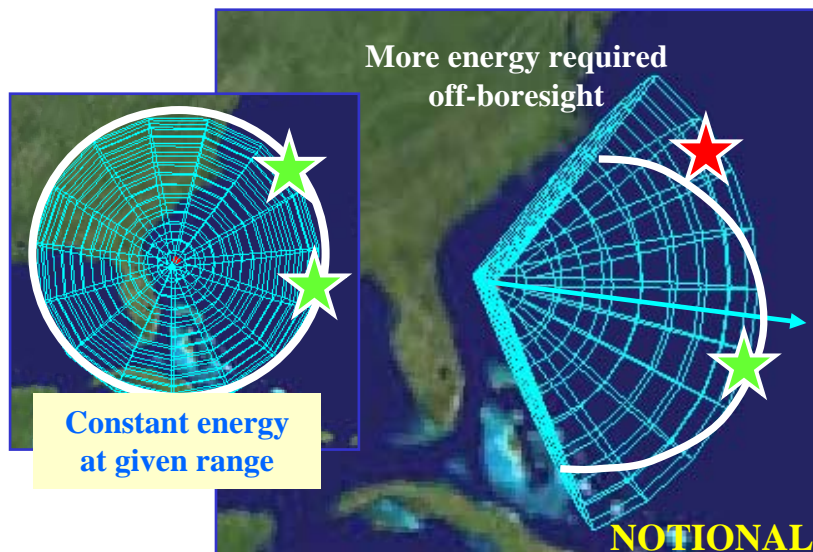 More energy required
off-boresight
Constant energy
at given range
NOTIONAL